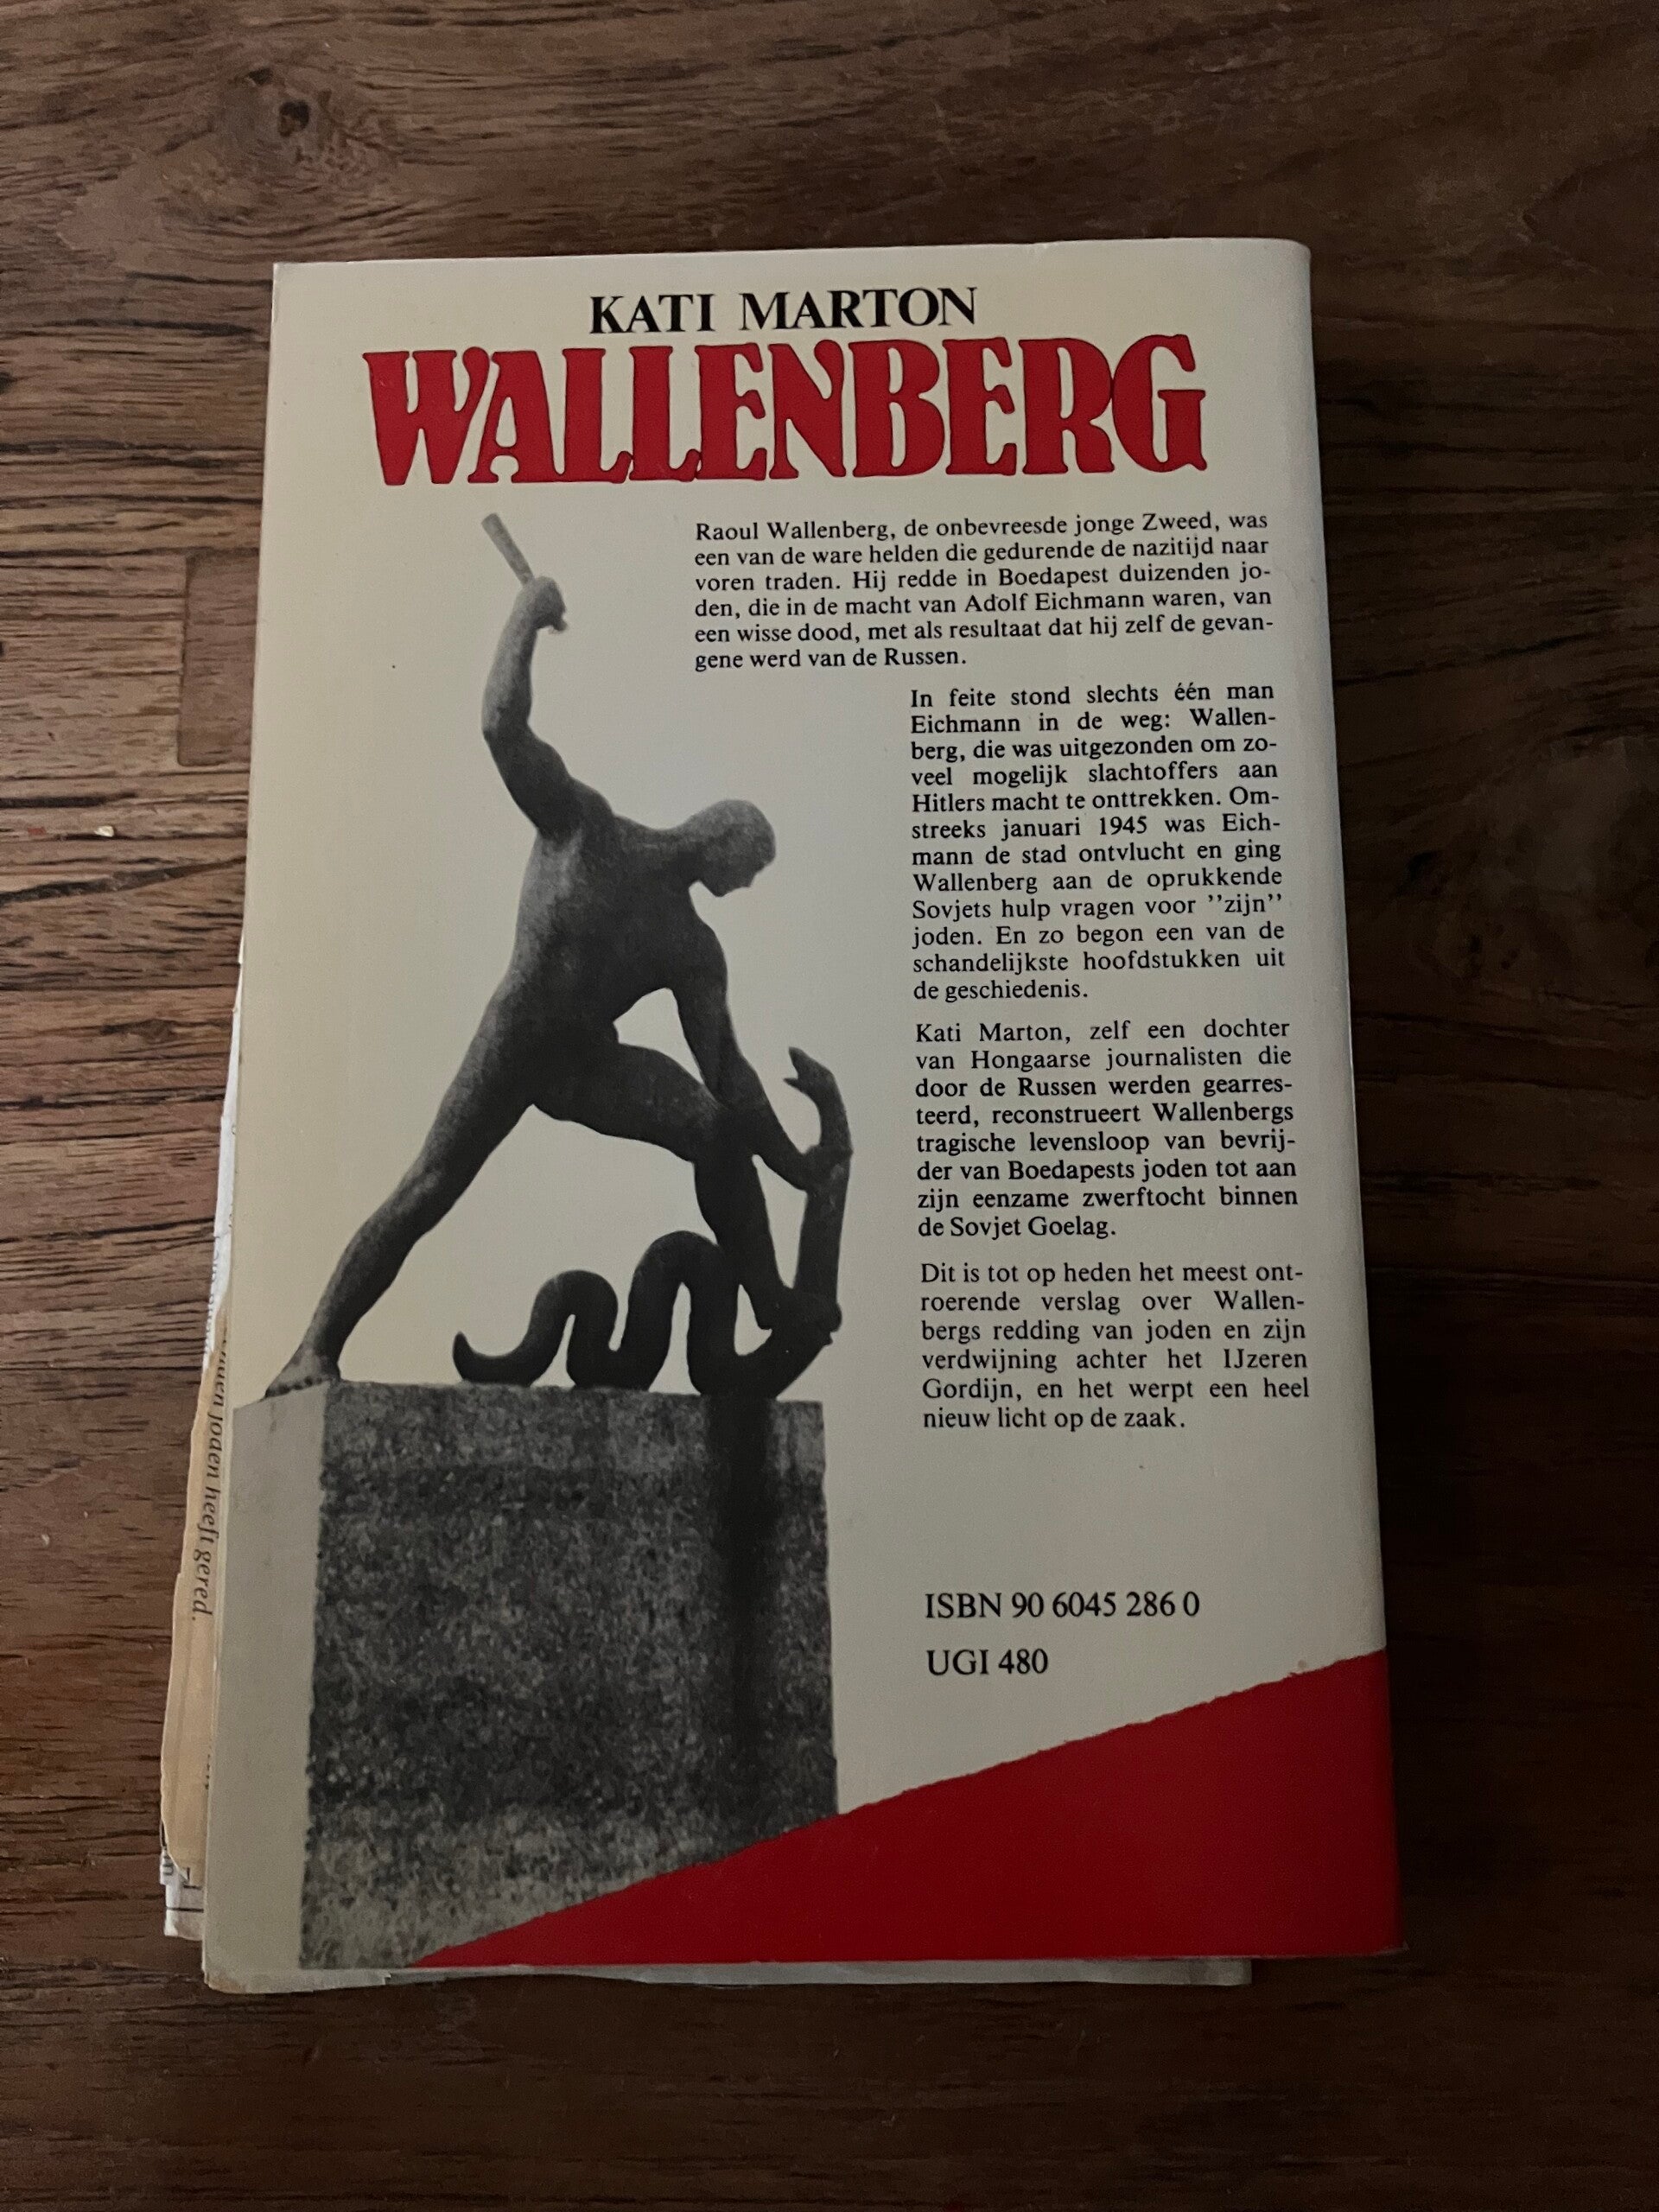 KATI MARTON
WALLENBERG
Raoul Wallenberg, de onbevreesde jonge Zweed, was
een van de ware helden die gedurende de nazitijd naar
voren traden. Hij redde in Boedapest duizenden jo-
den, die in de macht van Adolf Eichmann waren, van
een wisse dood, met als resultaat dat hij zelf de gevan-
gene werd van de Russen.
In feite stond slechts één man
Eichmann in de weg: Wallen-
berg, die was uitgezonden om zo-
veel mogelijk slachtoffers aan
Hitlers macht te onttrekken. Om-
streeks januari 1945 was Eich-
mann de stad ontvlucht en ging
Wallenberg aan de oprukkende
Sovjets hulp vragen voor ''zijn''
joden. En zo begon een van de
schandelijkste hoofdstukken uit
de geschiedenis.
Kati Marton, zelf een dochter
van Hongaarse journalisten die
door de Russen werden gearres-
teerd, reconstrueert Wallenbergs
tragische levensloop van bevrij-
der van Boedapests joden tot aan
zijn eenzame zwerftocht binnen
de Sovjet Goelag.
Dit is tot op heden het meest ont-
roerende verslag over Wallen-
bergs redding van joden en zijn
verdwijning achter het IJzeren
Gordijn, en het werpt een heel
nieuw licht op de zaak.
ISBN 90 6045 286 0
UGI 480
joden heeft gered.